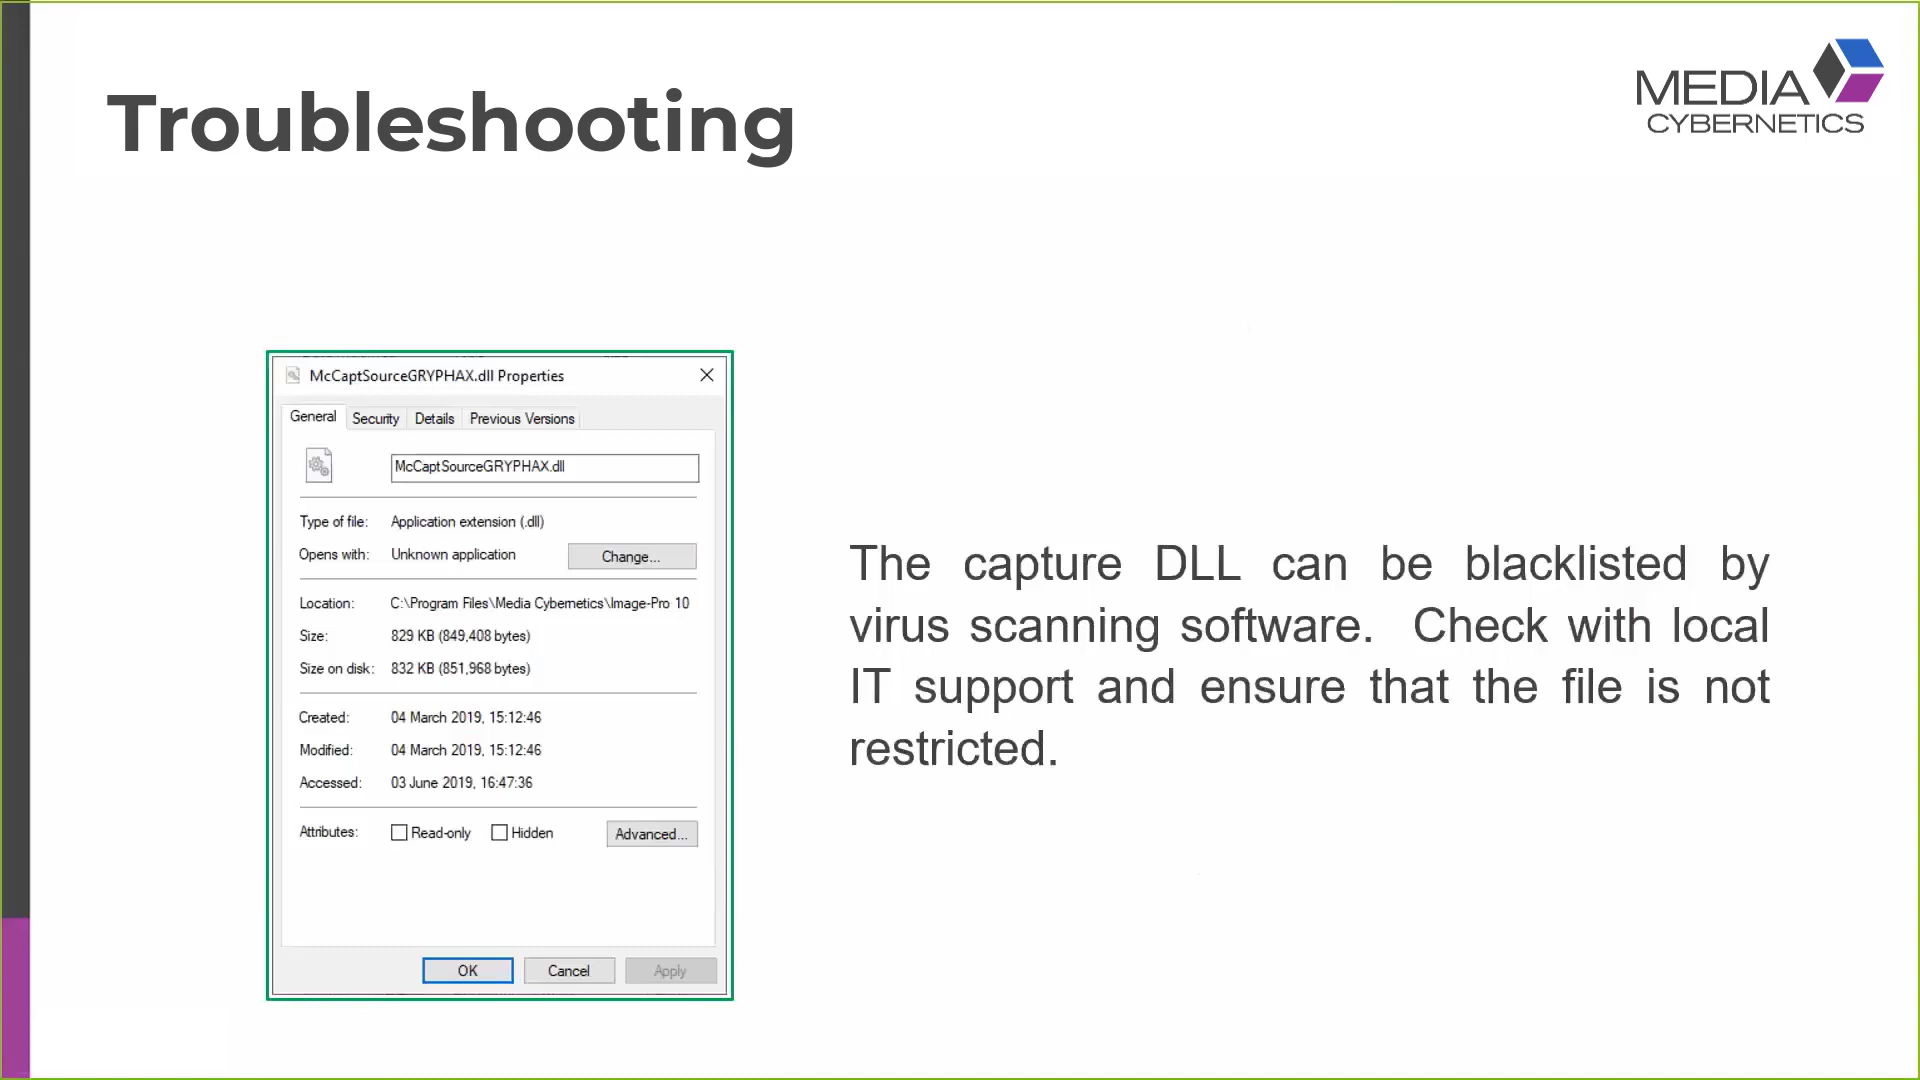 Troubleshooting
MEDIA
CYBERNETICS
McCaptSourceGRYPHAX.dll Properties
General Security Details Previous Versions
McCaptSourceGRYPHAX.dll
Type of file: Application extension (.dll)
Opens with: Unknown application Change...
Location: C:\Program Files\Media Cybernetics\Image-Pro 10
Size: 829 KB (849,408 bytes)
Size on disk: 832 KB (851,968 bytes)
Created: 04 March 2019, 15:12:46
Modified: 04 March 2019, 15:12:46
Accessed: 03 June 2019, 16:47:36
Attributes: Read-only Hidden Advanced...
OK Cancel Apply
The capture DLL can be blacklisted by
virus scanning software. Check with local
IT support and ensure that the file is not
restricted.